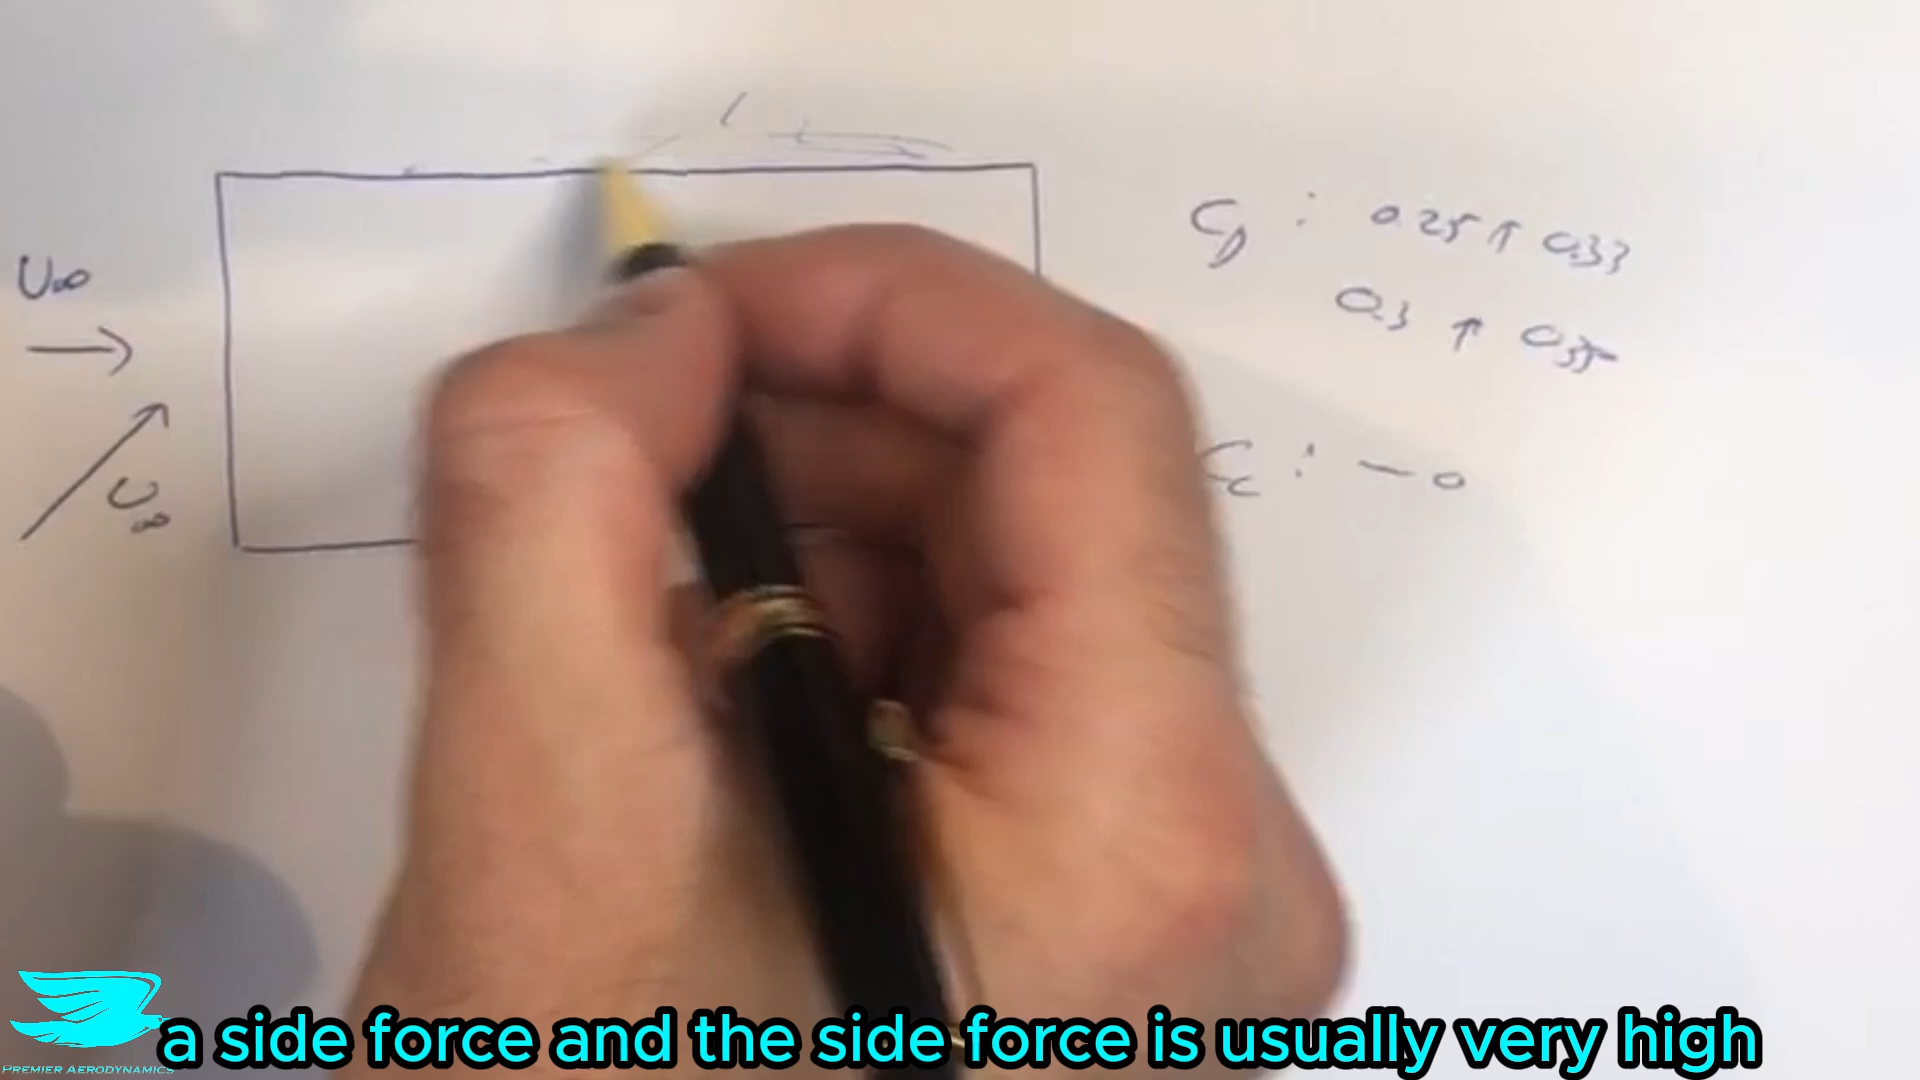 U∞
U∞
C_D : 0.25 ↑ 0.33
0.3 ↑ 0.35
: — 0
a side force and the side force is usually very high
PREMIER AERODYNAMICS